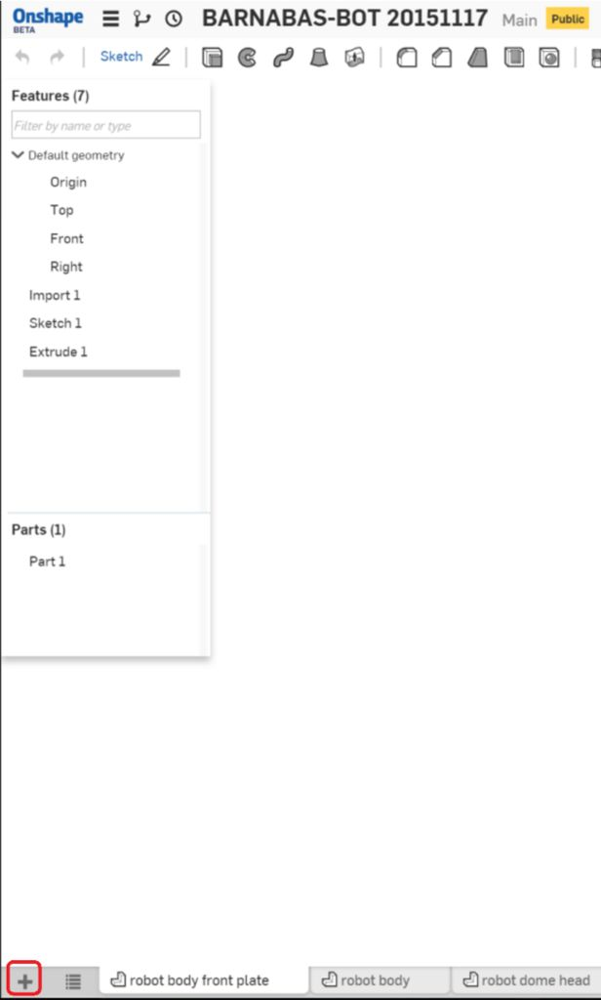 Onshape BETA BARNABAS-BOT 20151117 Main Public
Sketch
Features (7)
Filter by name or type
Default geometry
Origin
Top
Front
Right
Import 1
Sketch 1
Extrude 1
Parts (1)
Part 1
robot body front plate robot body robot dome head